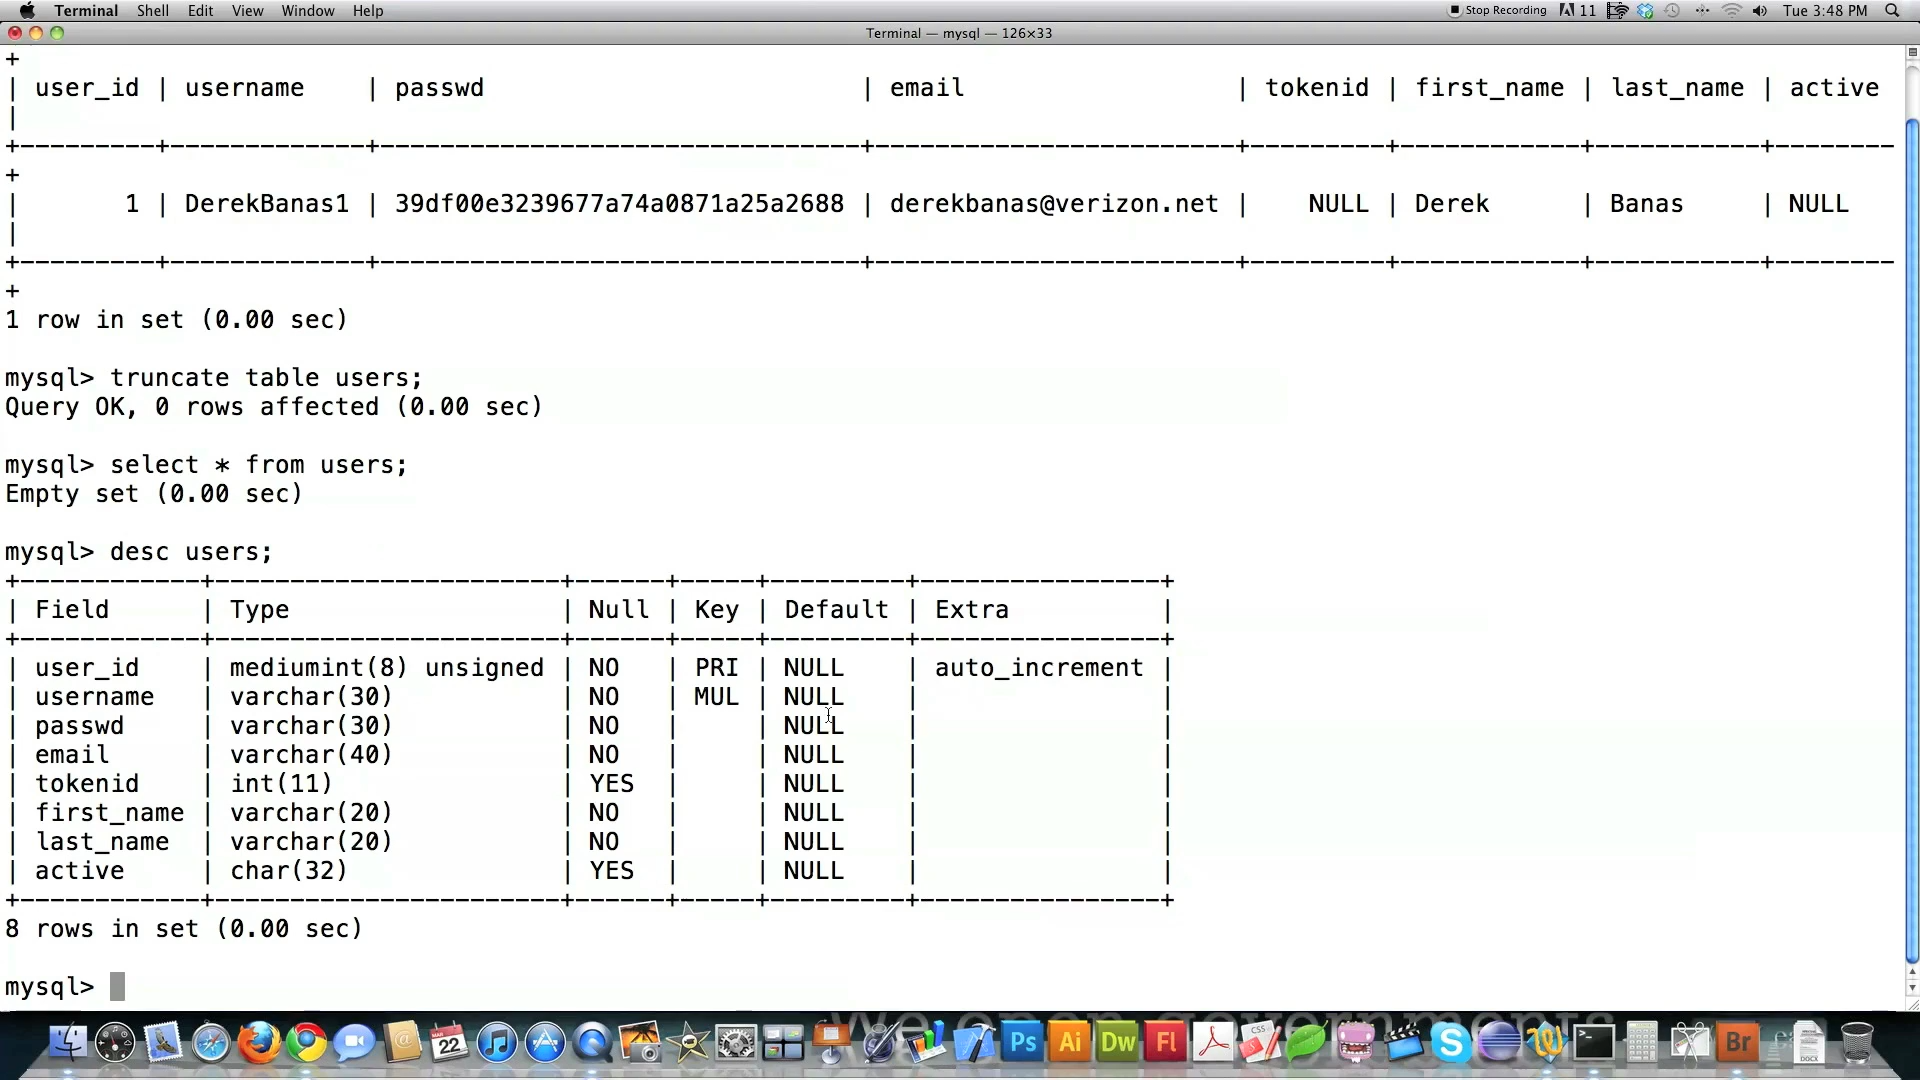 Terminal Shell Edit View Window Help Stop Recording 11 Tue 3:48 PM
Terminal — mysql — 126×33
+
| user_id | username | passwd | email | tokenid | first_name | last_name | active
|
+---------+-------------+--------------------------------+------------------------+---------+------------+-----------+--------
+
| 1 | DerekBanas1 | 39df00e3239677a74a0871a25a2688 | derekbanas@verizon.net | NULL | Derek | Banas | NULL
|
+---------+-------------+--------------------------------+------------------------+---------+------------+-----------+--------
+
1 row in set (0.00 sec)
mysql> truncate table users;
Query OK, 0 rows affected (0.00 sec)
mysql> select * from users;
Empty set (0.00 sec)
mysql> desc users;
+------------+-----------------------+------+-----+---------+----------------+
| Field | Type | Null | Key | Default | Extra |
+------------+-----------------------+------+-----+---------+----------------+
| user_id | mediumint(8) unsigned | NO | PRI | NULL | auto_increment |
| username | varchar(30) | NO | MUL | NULL | |
| passwd | varchar(30) | NO | | NULL | |
| email | varchar(40) | NO | | NULL | |
| tokenid | int(11) | YES | | NULL | |
| first_name | varchar(20) | NO | | NULL | |
| last_name | varchar(20) | NO | | NULL | |
| active | char(32) | YES | | NULL | |
+------------+-----------------------+------+-----+---------+----------------+
8 rows in set (0.00 sec)
mysql>
22 Ps Ai Dw Fl CSS S Br DOCX